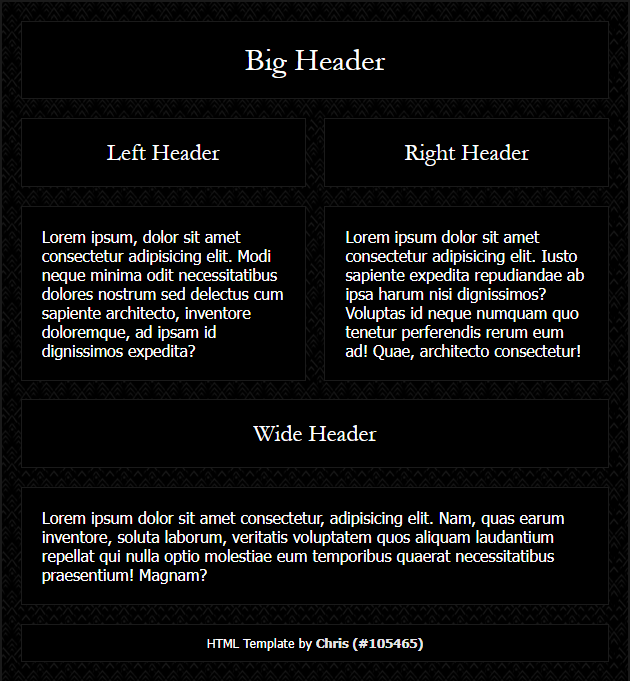 Big Header
Left Header
Right Header
Lorem ipsum, dolor sit amet
consectetur adipisicing elit. Modi
neque minima odit necessitatibus
dolores nostrum sed delectus cum
sapiente architecto, inventore
doloremque, ad ipsam id
dignissimos expedita?
Lorem ipsum dolor sit amet
consectetur adipisicing elit. Iusto
sapiente expedita repudiandae ab
ipsa harum nisi dignissimos?
Voluptas id neque numquam quo
tenetur perferendis rerum eum
ad! Quae, architecto consectetur!
Wide Header
Lorem ipsum dolor sit amet consectetur, adipisicing elit. Nam, quas earum
inventore, soluta laborum, veritatis voluptatem quos aliquam laudantium
repellat qui nulla optio molestiae eum temporibus quaerat necessitatibus
praesentium! Magnam?
HTML Template by Chris (#105465)